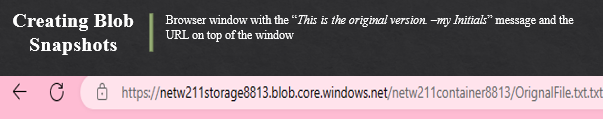 Creating Blob
Snapshots
Browser window with the “This is the original version. –my Initials” message and the
URL on top of the window
https://netw211storage8813.blob.core.windows.net/netw211container8813/OrignalFile.txt.txt